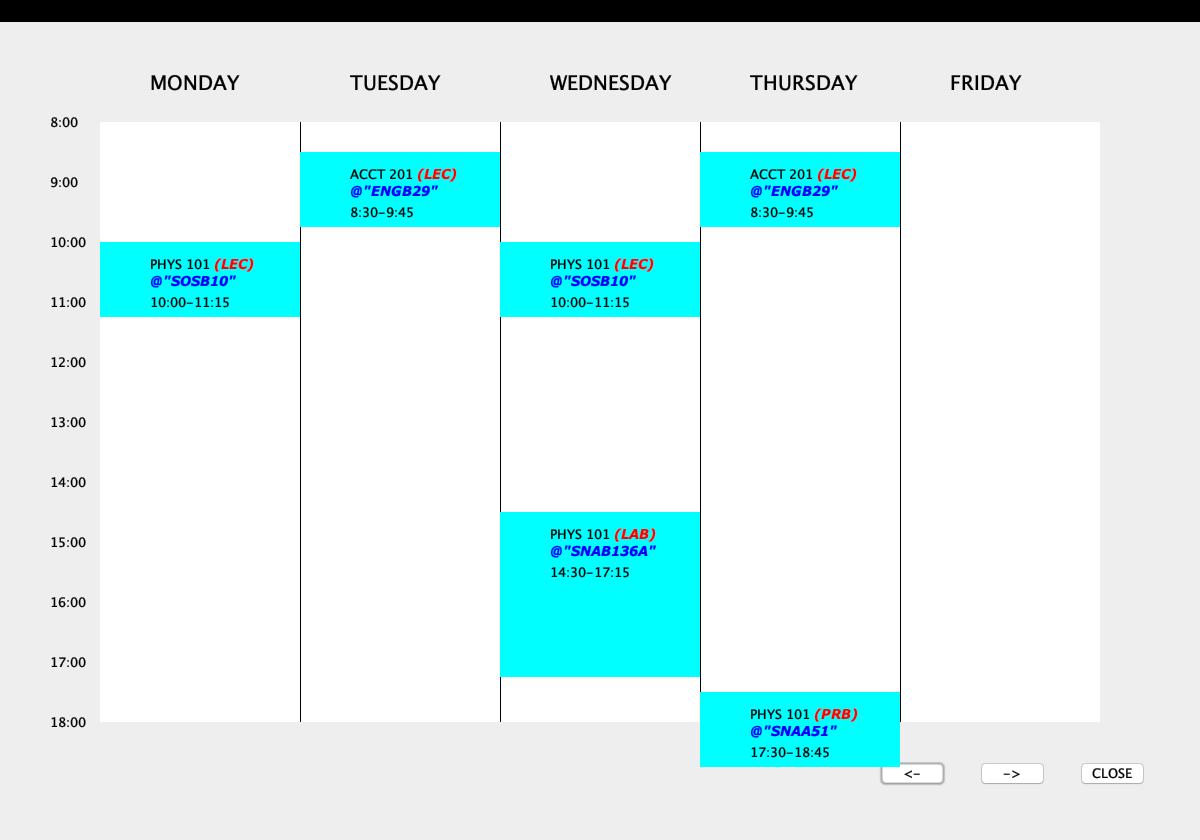 MONDAY TUESDAY WEDNESDAY THURSDAY FRIDAY
8:00
ACCT 201 (LEC) ACCT 201 (LEC)
9:00
@"ENGB29" @"ENGB29"
8:30-9:45 8:30-9:45
10:00
PHYS 101 (LEC) PHYS 101 (LEC)
@"SOSB10" @"SOSB10"
11:00 10:00-11:15 10:00-11:15
12:00
13:00
14:00
PHYS 101 (LAB)
15:00
@"SNAB136A"
14:30-17:15
16:00
17:00
PHYS 101 (PRB)
18:00
@"SNAA51"
17:30-18:45
<- -> CLOSE